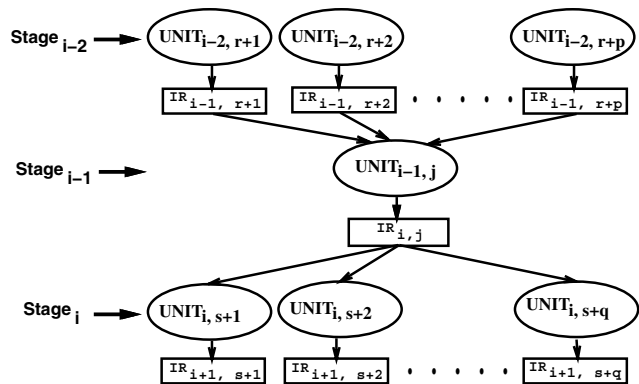 Stage i–2 UNIT i–2, r+1 UNIT i–2, r+2 UNIT i–2, r+p
IR i–1, r+1 IR i–1, r+2 . . . . . . IR i–1, r+p
Stage i–1 UNIT i–1, j
IR i,j
Stage i UNIT i, s+1 UNIT i, s+2 UNIT i, s+q
IR i+1, s+1 IR i+1, s+2 . . . . . . IR i+1, s+q